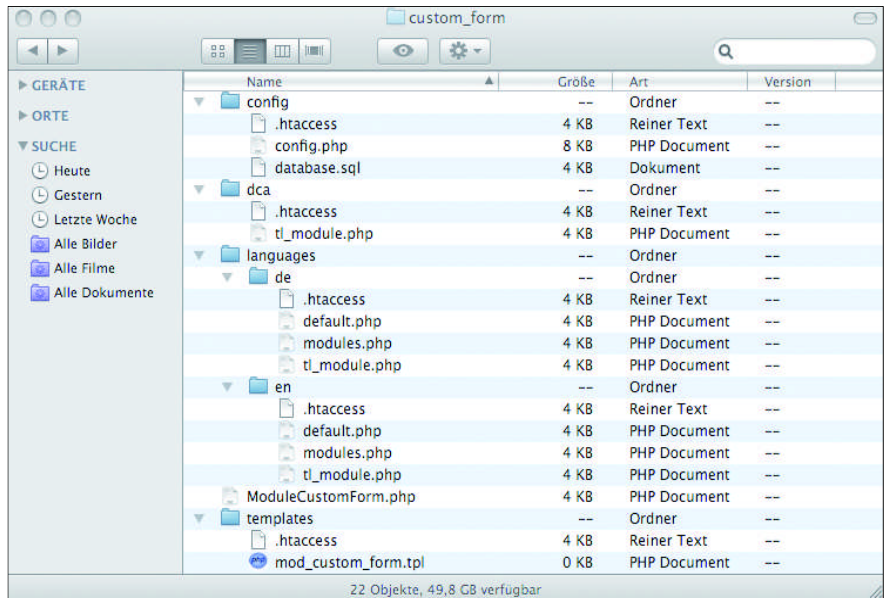 custom_form
Name Größe Art Version
GERÄTE
ORTE
SUCHE
Heute
Gestern
Letzte Woche
Alle Bilder
Alle Filme
Alle Dokumente
config -- Ordner --
.htaccess 4 KB Reiner Text --
config.php 8 KB PHP Document --
database.sql 4 KB Dokument --
dca -- Ordner --
.htaccess 4 KB Reiner Text --
tl_module.php 4 KB PHP Document --
languages -- Ordner --
de -- Ordner --
.htaccess 4 KB Reiner Text --
default.php 4 KB PHP Document --
modules.php 4 KB PHP Document --
tl_module.php 4 KB PHP Document --
en -- Ordner --
.htaccess 4 KB Reiner Text --
default.php 4 KB PHP Document --
modules.php 4 KB PHP Document --
tl_module.php 4 KB PHP Document --
ModuleCustomForm.php 4 KB PHP Document --
templates -- Ordner --
.htaccess 4 KB Reiner Text --
php mod_custom_form.tpl 0 KB PHP Document --
22 Objekte, 49,8 GB verfügbar